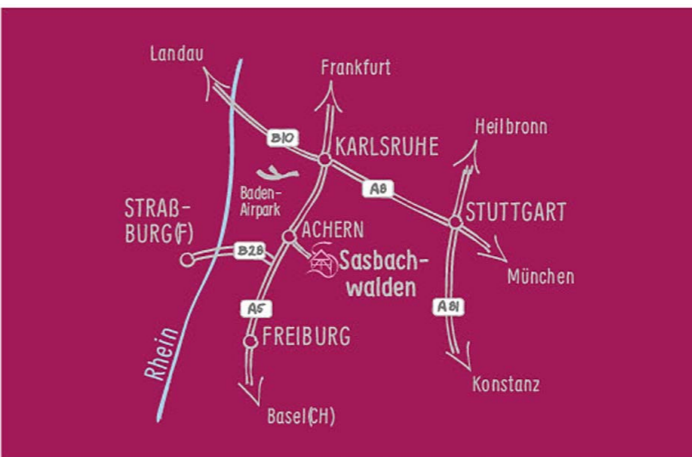 Landau
Frankfurt
Heilbronn
B10
KARLSRUHE
A8
Baden-
Airpark
STRAẞ-
BURG(F)
STUTTGART
ACHERN
B28
Sasbach-
walden
München
A5
A81
FREIBURG
Rhein
Konstanz
Basel(CH)